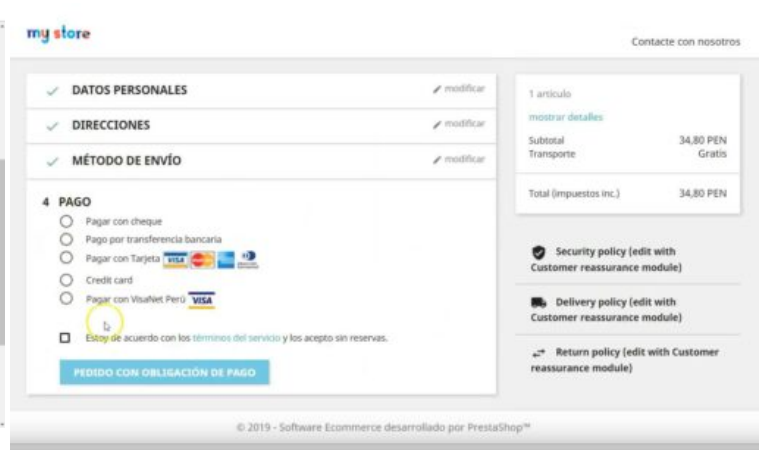 my store
Contacte con nosotros
DATOS PERSONALES
modificar
DIRECCIONES
modificar
MÉTODO DE ENVÍO
modificar
4 PAGO
Pagar con cheque
Pago por transferencia bancaria
Pagar con Tarjeta VISA
Credit card
Pagar con VisaNet Perú VISA
Estoy de acuerdo con los términos del servicio y los acepto sin reservas.
PEDIDO CON OBLIGACIÓN DE PAGO
1 artículo
mostrar detalles
Subtotal 34,80 PEN
Transporte Gratis
Total (impuestos inc.) 34,80 PEN
Security policy (edit with
Customer reassurance module)
Delivery policy (edit with
Customer reassurance module)
Return policy (edit with Customer
reassurance module)
© 2019 - Software Ecommerce desarrollado por PrestaShop™